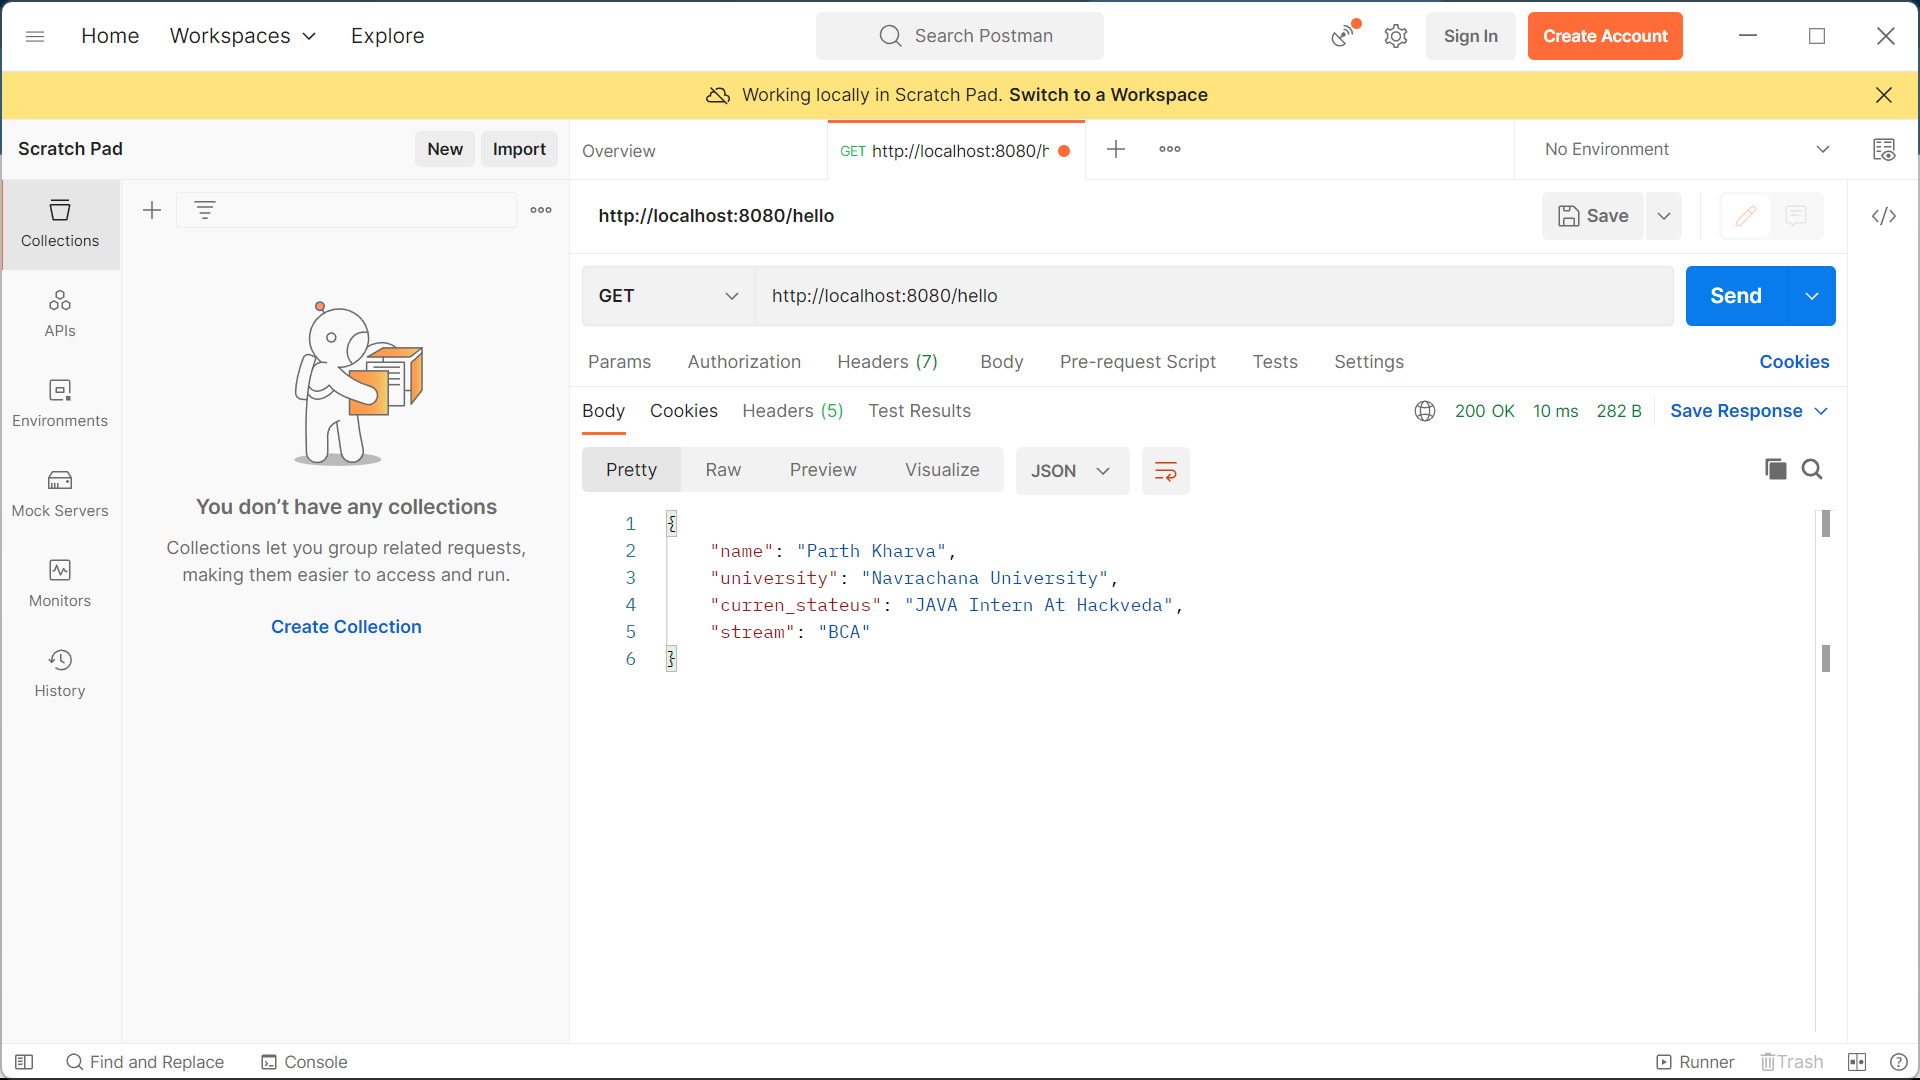 Home Workspaces Explore Search Postman Sign In Create Account
Working locally in Scratch Pad. Switch to a Workspace
Scratch Pad New Import Overview GET http://localhost:8080/h No Environment
Collections
APIs
Environments
Mock Servers
Monitors
History
You don’t have any collections
Collections let you group related requests,
making them easier to access and run.
Create Collection
http://localhost:8080/hello Save
GET http://localhost:8080/hello Send
Params Authorization Headers (7) Body Pre-request Script Tests Settings Cookies
Body Cookies Headers (5) Test Results 200 OK 10 ms 282 B Save Response
Pretty Raw Preview Visualize JSON
1 {
2 "name": "Parth Kharva",
3 "university": "Navrachana University",
4 "curren_stateus": "JAVA Intern At Hackveda",
5 "stream": "BCA"
6 }
Find and Replace Console Runner Trash